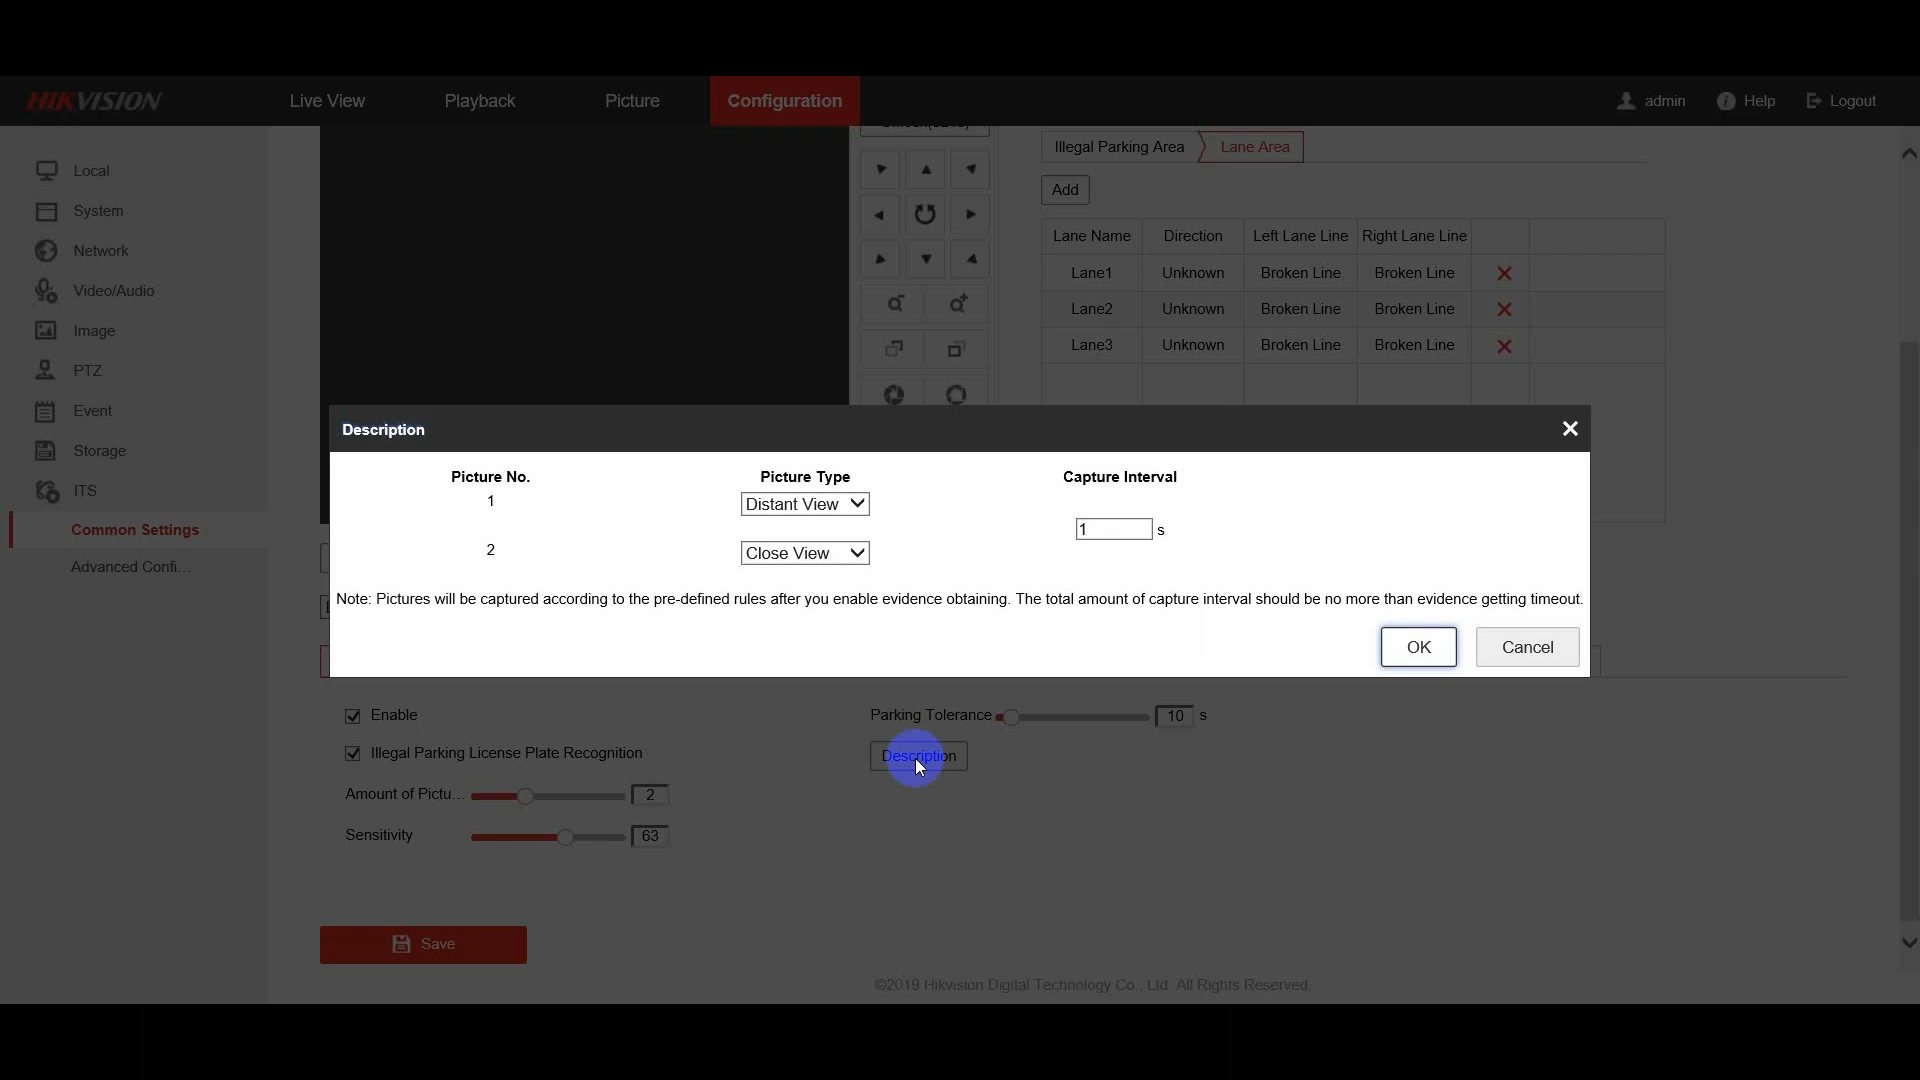 HIKVISION
Live View
Playback
Picture
Configuration
admin
Help
Logout
Local
System
Network
Video/Audio
Image
PTZ
Event
Storage
ITS
Common Settings
Advanced Confi...
Illegal Parking Area
Lane Area
Add
Lane Name Direction Left Lane Line Right Lane Line
Lane1 Unknown Broken Line Broken Line
Lane2 Unknown Broken Line Broken Line
Lane3 Unknown Broken Line Broken Line
Description
Picture No. Picture Type Capture Interval
1 Distant View
1 s
2 Close View
Note: Pictures will be captured according to the pre-defined rules after you enable evidence obtaining. The total amount of capture interval should be no more than evidence getting timeout.
OK Cancel
Enable
Parking Tolerance 10 s
Illegal Parking License Plate Recognition
Description
Amount of Pictu... 2
Sensitivity 63
Save
©2019 Hikvision Digital Technology Co., Ltd. All Rights Reserved.